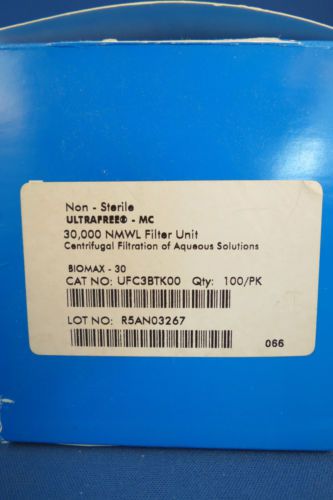 Non - Sterile
ULTRAFREE® - MC
30,000 NMWL Filter Unit
Centrifugal Filtration of Aqueous Solutions
BIOMAX - 30
CAT NO: UFC3BTK00 Qty: 100/PK
LOT NO: R5AN03267
066